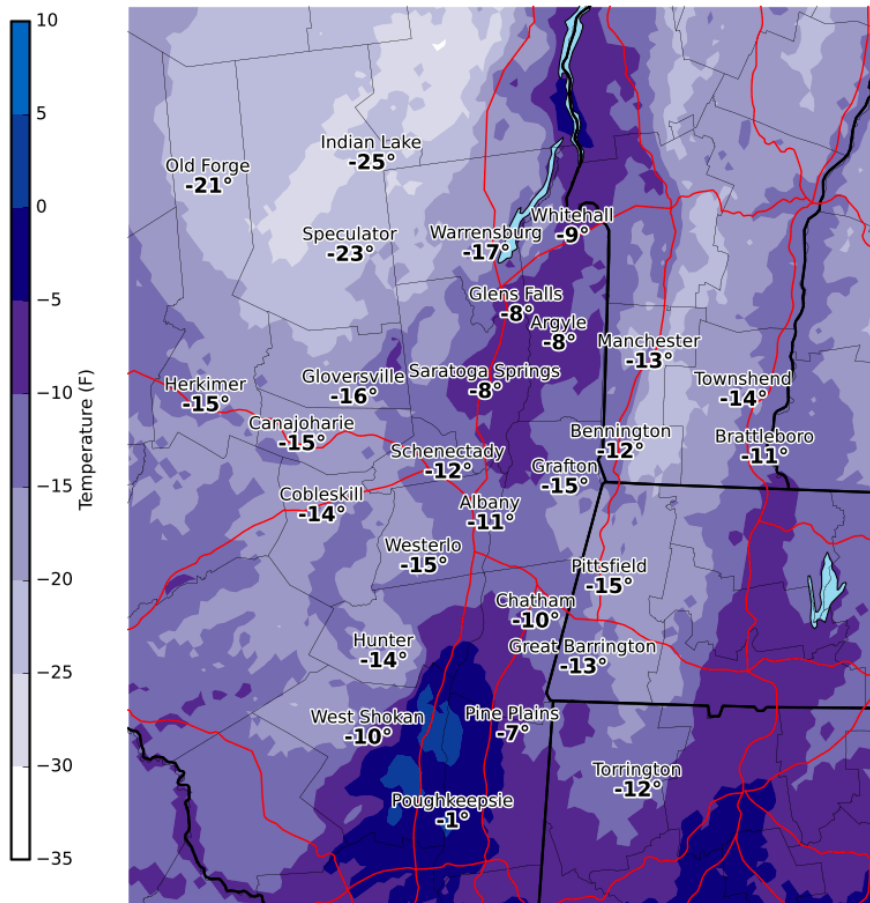 10
5
0
−5
−10
−15
−20
−25
−30
−35
Temperature (F)
Indian Lake
-25°
Old Forge
-21°
Whitehall
-9°
Speculator
-23°
Warrensburg
-17°
Glens Falls
-8°
Argyle
-8°
Manchester
-13°
Saratoga Springs
-8°
Gloversville
-16°
Townshend
-14°
Herkimer
-15°
Canajoharie
-15°
Bennington
-12°
Brattleboro
-11°
Schenectady
-12°
Grafton
-15°
Cobleskill
-14°
Albany
-11°
Westerlo
-15°
Pittsfield
-15°
Chatham
-10°
Hunter
-14°
Great Barrington
-13°
West Shokan
-10°
Pine Plains
-7°
Torrington
-12°
Poughkeepsie
-1°